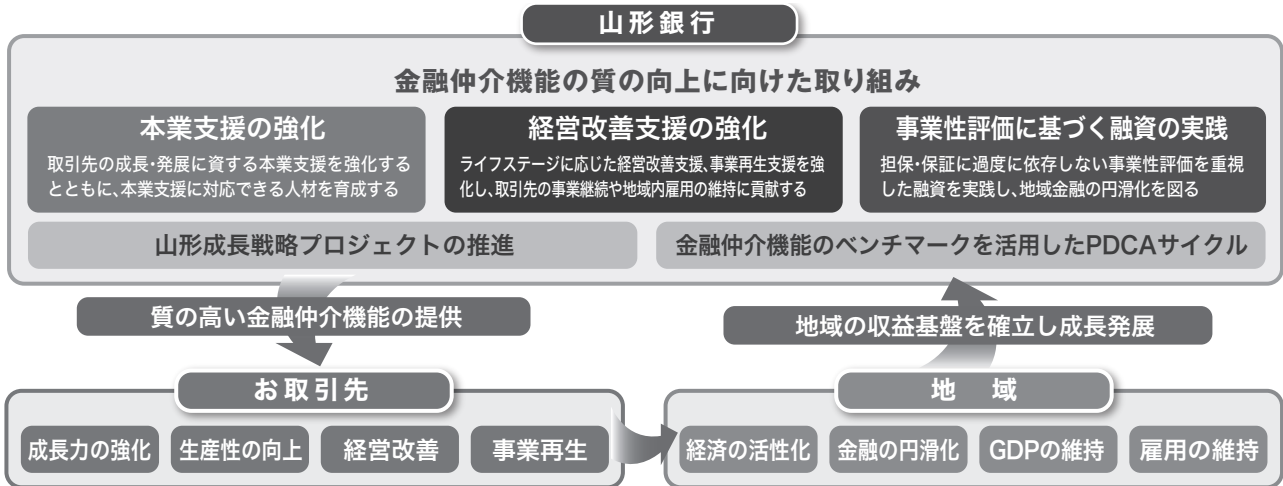 山形銀行
金融仲介機能の質の向上に向けた取り組み
本業支援の強化
取引先の成長・発展に資する本業支援を強化する
とともに、本業支援に対応できる人材を育成する
経営改善支援の強化
ライフステージに応じた経営改善支援、事業再生支援を強
化し、取引先の事業継続や地域内雇用の維持に貢献する
事業性評価に基づく融資の実践
担保・保証に過度に依存しない事業性評価を重視
した融資を実践し、地域金融の円滑化を図る
山形成長戦略プロジェクトの推進
金融仲介機能のベンチマークを活用したPDCAサイクル
質の高い金融仲介機能の提供
地域の収益基盤を確立し成長発展
お取引先
成長力の強化
生産性の向上
経営改善
事業再生
地 域
経済の活性化
金融の円滑化
GDPの維持
雇用の維持